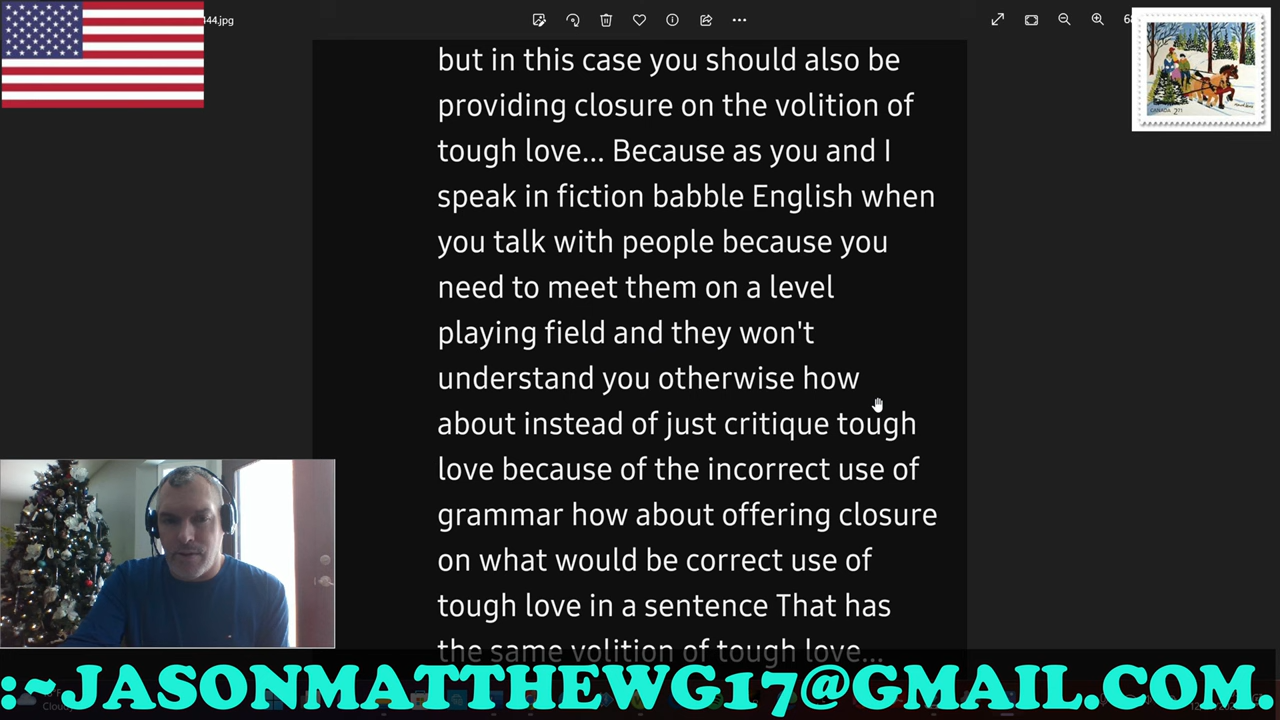 44.jpg
but in this case you should also be
providing closure on the volition of
tough love... Because as you and I
speak in fiction babble English when
you talk with people because you
need to meet them on a level
playing field and they won't
understand you otherwise how
about instead of just critique tough
love because of the incorrect use of
grammar how about offering closure
on what would be correct use of
tough love in a sentence That has
the same volition of tough love...
CANADA
:~JASONMATTHEWG17@GMAIL.COM.